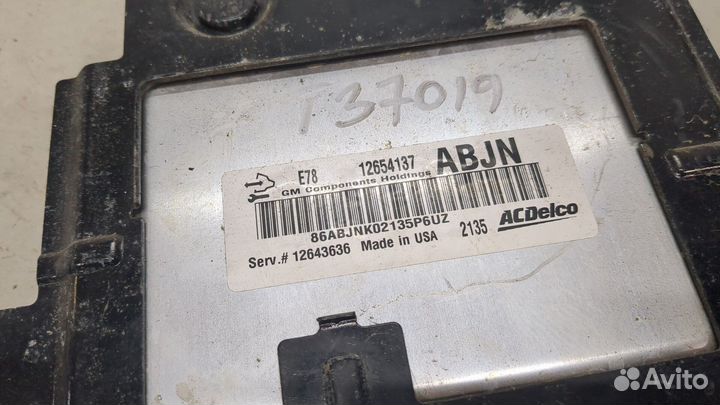 T37019
E78 12654137 ABJN
GM Components Holdings
86ABJNK02135P6UZ
Serv.# 12643636 Made in USA 2135 ACDelco
Avito